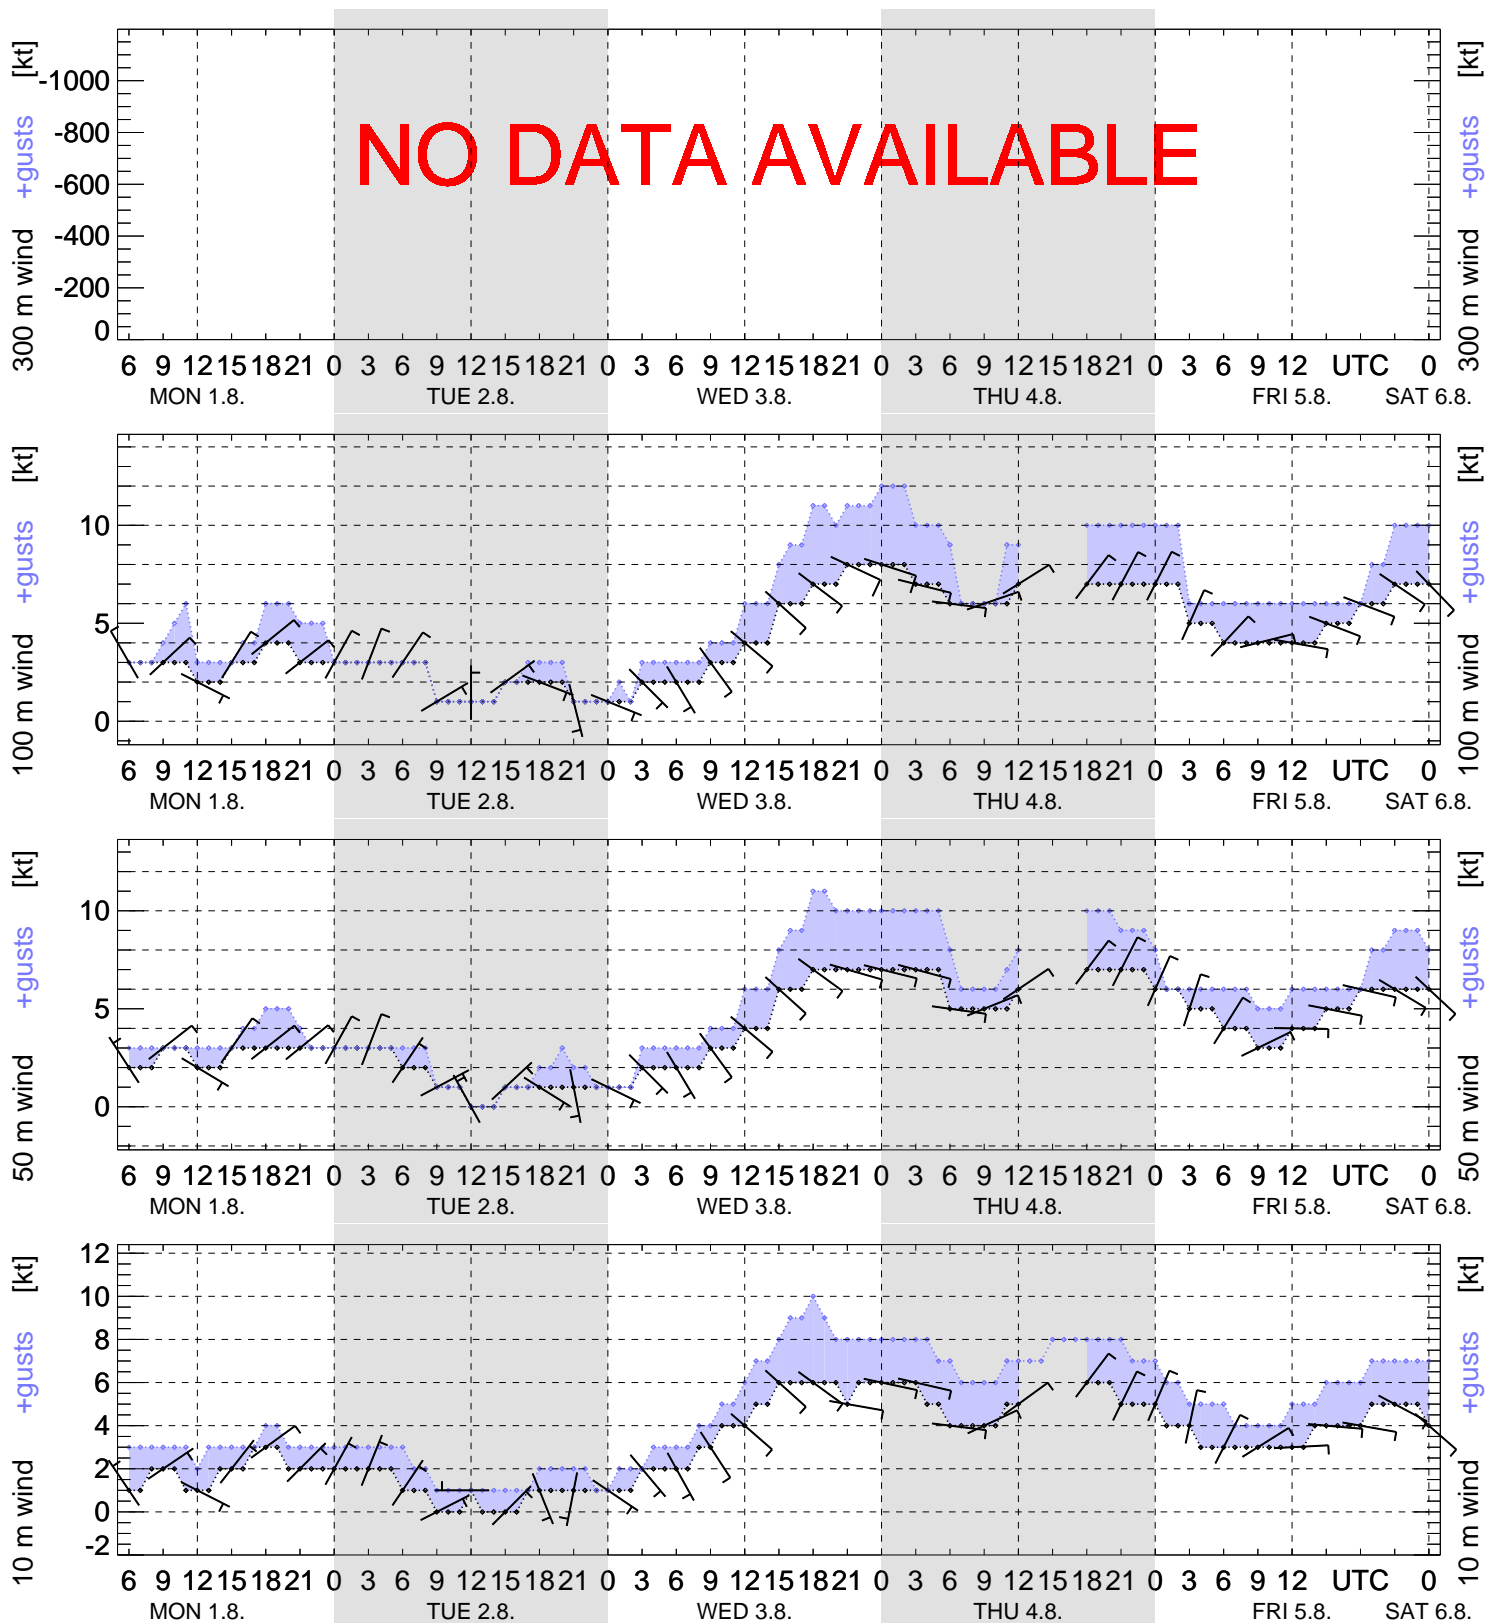 300 m wind +gusts [kt]
-1000
-800
-600
-400
-200
0
NO DATA AVAILABLE
300 m wind +gusts [kt]
6 9 12 15 18 21 0 3 6 9 12 15 18 21 0 3 6 9 12 15 18 21 0 3 6 9 12 15 18 21 0 3 6 9 12 UTC 0
MON 1.8. TUE 2.8. WED 3.8. THU 4.8. FRI 5.8. SAT 6.8.
100 m wind +gusts [kt]
10
5
0
100 m wind +gusts [kt]
6 9 12 15 18 21 0 3 6 9 12 15 18 21 0 3 6 9 12 15 18 21 0 3 6 9 12 15 18 21 0 3 6 9 12 UTC 0
MON 1.8. TUE 2.8. WED 3.8. THU 4.8. FRI 5.8. SAT 6.8.
50 m wind +gusts [kt]
10
5
0
50 m wind +gusts [kt]
6 9 12 15 18 21 0 3 6 9 12 15 18 21 0 3 6 9 12 15 18 21 0 3 6 9 12 15 18 21 0 3 6 9 12 UTC 0
MON 1.8. TUE 2.8. WED 3.8. THU 4.8. FRI 5.8. SAT 6.8.
10 m wind +gusts [kt]
12
10
8
6
4
2
0
-2
10 m wind +gusts [kt]
6 9 12 15 18 21 0 3 6 9 12 15 18 21 0 3 6 9 12 15 18 21 0 3 6 9 12 15 18 21 0 3 6 9 12 UTC 0
MON 1.8. TUE 2.8. WED 3.8. THU 4.8. FRI 5.8. SAT 6.8.